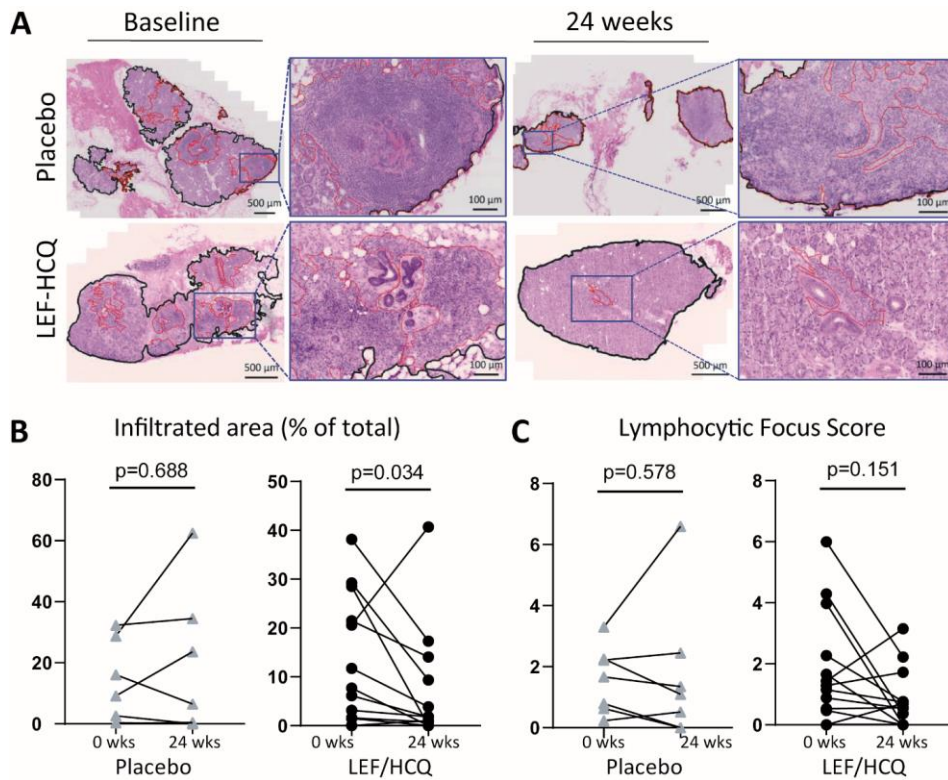 A
Baseline
24 weeks
Placebo
500 µm
100 µm
500 µm
100 µm
LEF-HCQ
500 µm
100 µm
500 µm
100 µm
B
Infiltrated area (% of total)
C
Lymphocytic Focus Score
p=0.688
80
60
40
20
0
0 wks
24 wks
Placebo
p=0.034
50
40
30
20
10
0
0 wks
24 wks
LEF/HCQ
p=0.578
8
6
4
2
0
0 wks
24 wks
Placebo
p=0.151
8
6
4
2
0
0 wks
24 wks
LEF/HCQ